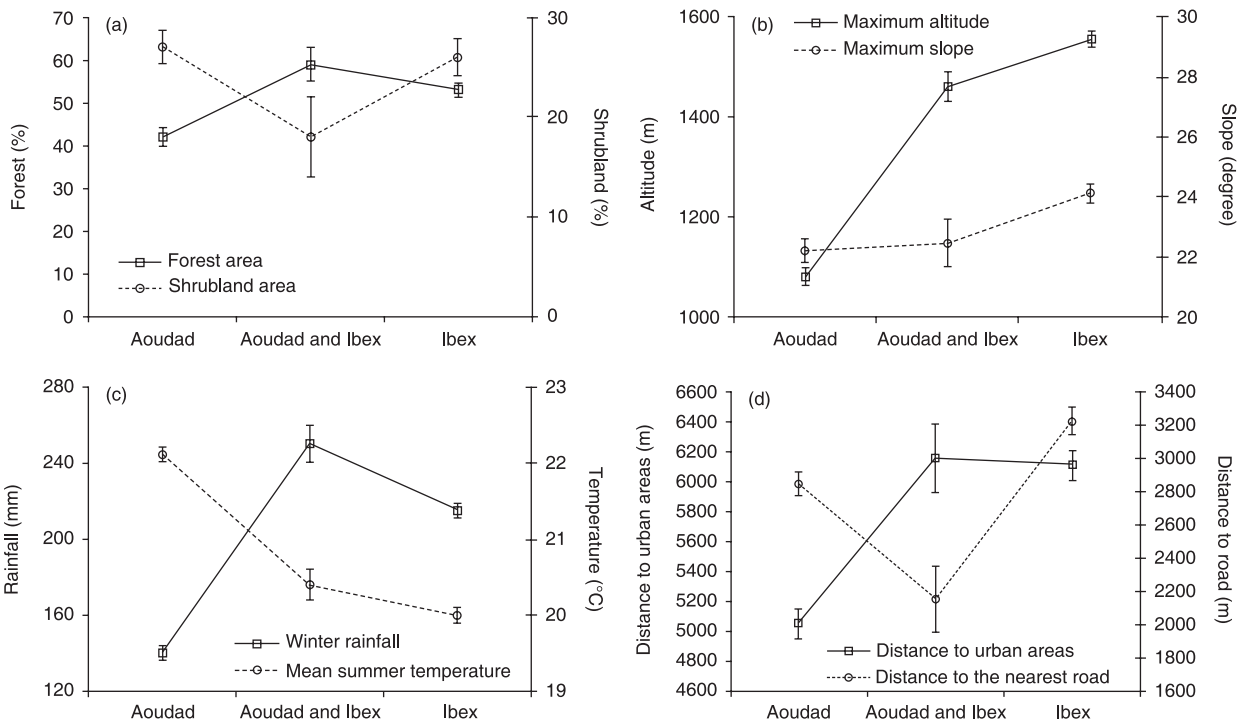 (a)
70
60
50
40
30
20
10
0
Forest (%)
30
20
10
0
Shrubland (%)
Forest area
Shrubland area
Aoudad
Aoudad and Ibex
Ibex
(b)
1600
1400
1200
1000
Altitude (m)
30
28
26
24
22
20
Slope (degree)
Maximum altitude
Maximum slope
Aoudad
Aoudad and Ibex
Ibex
(c)
280
240
200
160
120
Rainfall (mm)
23
22
21
20
19
Temperature (°C)
Winter rainfall
Mean summer temperature
Aoudad
Aoudad and Ibex
Ibex
(d)
6600
6400
6200
6000
5800
5600
5400
5200
5000
4800
4600
Distance to urban areas (m)
3400
3200
3000
2800
2600
2400
2200
2000
1800
1600
Distance to road
(m)
Distance to urban areas
Distance to the nearest road
Aoudad
Aoudad and Ibex
Ibex